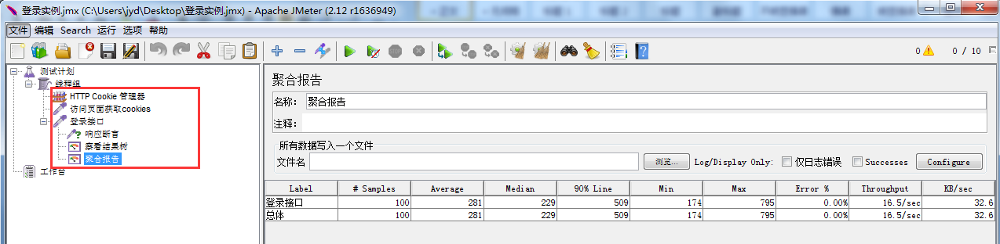 登录实例.jmx (C:\Users\jyd\Desktop\登录实例.jmx) - Apache JMeter (2.12 r1636949)
文件 编辑 Search 运行 选项 帮助
0 0 / 10
测试计划
线程组
HTTP Cookie 管理器
访问页面获取cookies
登录接口
响应断言
察看结果树
聚合报告
工作台
聚合报告
名称: 聚合报告
注释:
所有数据写入一个文件
文件名 浏览... Log/Display Only: 仅日志错误 Successes Configure
Label # Samples Average Median 90% Line Min Max Error % Throughput KB/sec
登录接口 100 281 229 509 174 795 0.00% 16.5/sec 32.6
总体 100 281 229 509 174 795 0.00% 16.5/sec 32.6